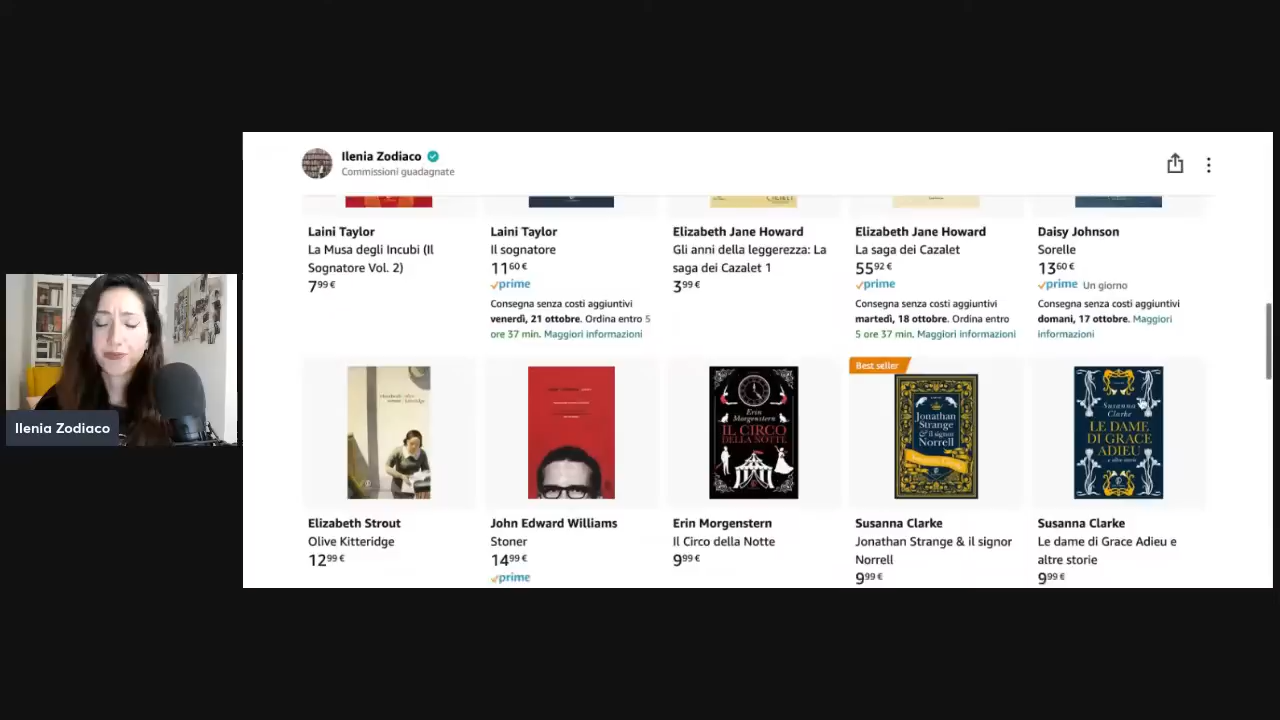 Ilenia Zodiaco
Commissioni guadagnate
Laini Taylor
La Musa degli Incubi (Il
Sognatore Vol. 2)
7,99 €
Laini Taylor
Il sognatore
11,60 €
prime
Consegna senza costi aggiuntivi
venerdì, 21 ottobre. Ordina entro 5
ore 37 min. Maggiori informazioni
Elizabeth Jane Howard
Gli anni della leggerezza: La
saga dei Cazalet 1
3,99 €
Elizabeth Jane Howard
La saga dei Cazalet
55,92 €
prime
Consegna senza costi aggiuntivi
martedì, 18 ottobre. Ordina entro
5 ore 37 min. Maggiori informazioni
Daisy Johnson
Sorelle
13,60 €
prime Un giorno
Consegna senza costi aggiuntivi
domani, 17 ottobre. Maggiori
informazioni
Elizabeth Strout
Olive Kitteridge
12,99 €
John Edward Williams
Stoner
14,99 €
prime
Erin
Morgenstern
IL CIRCO
DELLA NOTTE
Erin Morgenstern
Il Circo della Notte
9,99 €
Best seller
Jonathan
Strange
& il signor
Norrell
Susanna Clarke
Jonathan Strange & il signor
Norrell
9,99 €
Susanna
Clarke
LE DAME
DI GRACE
ADIEU
e altre storie
Susanna Clarke
Le dame di Grace Adieu e
altre storie
9,99 €
Ilenia Zodiaco